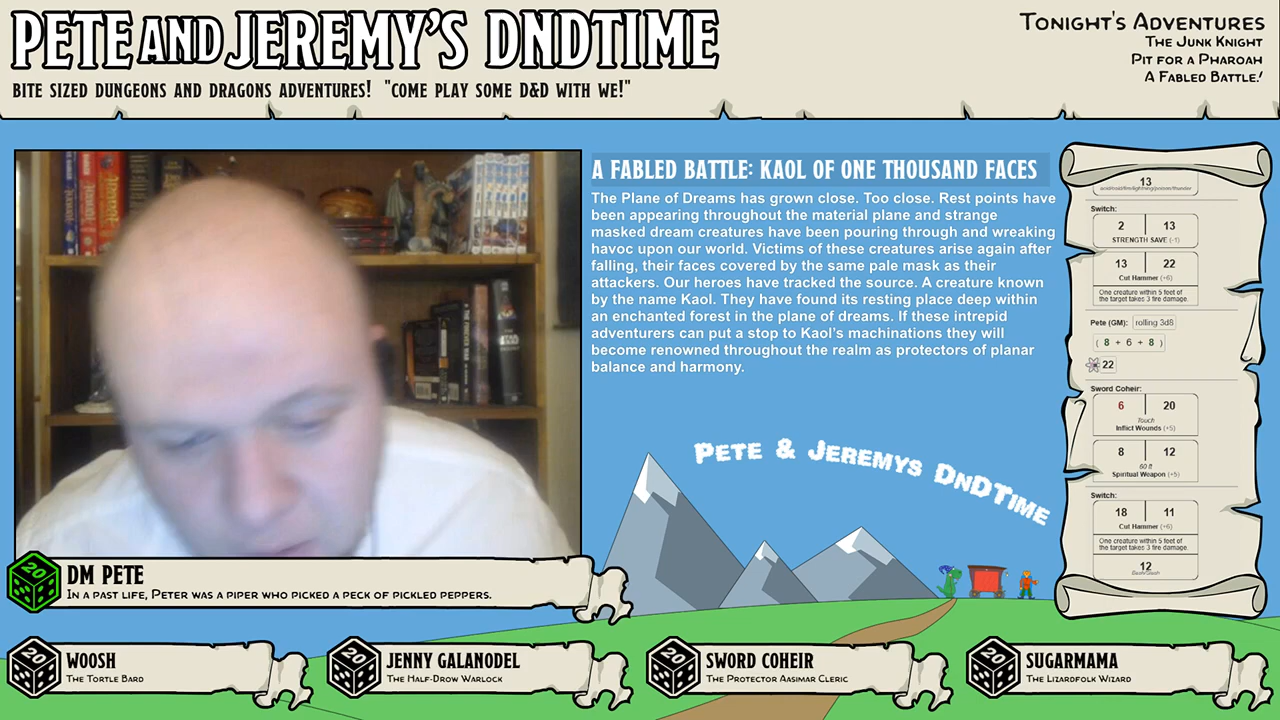 PETE AND JEREMY'S DNDTIME
BITE SIZED DUNGEONS AND DRAGONS ADVENTURES! "COME PLAY SOME D&D WITH WE!"
TONIGHT'S ADVENTURES
THE JUNK KNIGHT
PIT FOR A PHAROAH
A FABLED BATTLE!
A FABLED BATTLE: KAOL OF ONE THOUSAND FACES
The Plane of Dreams has grown close. Too close. Rest points have
been appearing throughout the material plane and strange
masked dream creatures have been pouring through and wreaking
havoc upon our world. Victims of these creatures arise again after
falling, their faces covered by the same pale mask as their
attackers. Our heroes have tracked the source. A creature known
by the name Kaol. They have found its resting place deep within
an enchanted forest in the plane of dreams. If these intrepid
adventurers can put a stop to Kaol's machinations they will
become renowned throughout the realm as protectors of planar
balance and harmony.
PETE & JEREMYS DNDTIME
13
Switch:
2 13
STRENGTH SAVE (-1)
13 22
Cut Hammer (+6)
One creature within 5 feet of
the target takes 3 fire damage.
Pete (GM): rolling 3d8
( 8 + 6 + 8 )
22
Sword Coheir:
6 20
Touch
Inflict Wounds (+5)
8 12
60 ft
Spiritual Weapon (+5)
Switch:
18 11
Cut Hammer (+6)
One creature within 5 feet of
the target takes 3 fire damage.
12
20
DM PETE
IN A PAST LIFE, PETER WAS A PIPER WHO PICKED A PECK OF PICKLED PEPPERS.
20
WOOSH
THE TORTLE BARD
20
JENNY GALANODEL
THE HALF-DROW WARLOCK
20
SWORD COHEIR
THE PROTECTOR AASIMAR CLERIC
20
SUGARMAMA
THE LIZARDFOLK WIZARD